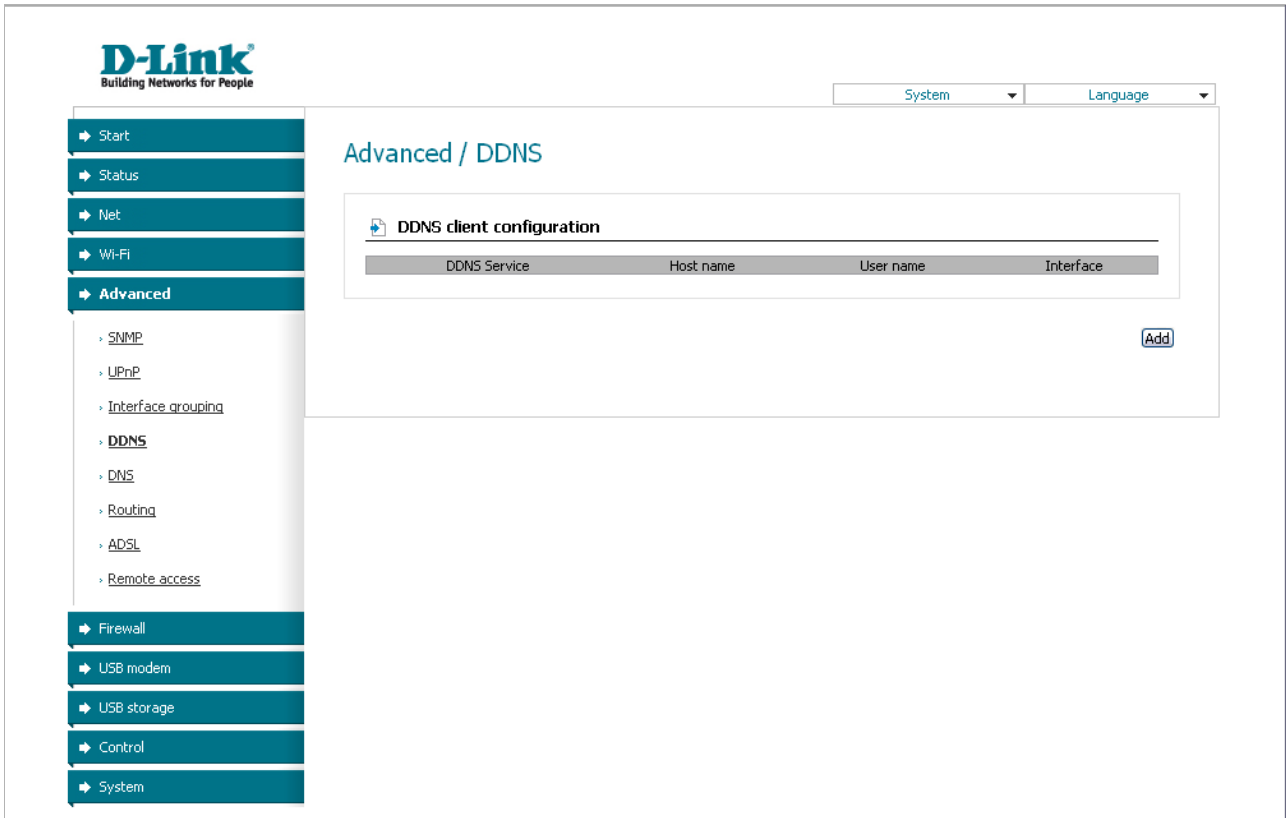 D-Link®
Building Networks for People
System Language
Start
Status
Net
Wi-Fi
Advanced
SNMP
UPnP
Interface grouping
DDNS
DNS
Routing
ADSL
Remote access
Firewall
USB modem
USB storage
Control
System
Advanced / DDNS
DDNS client configuration
DDNS Service Host name User name Interface
Add